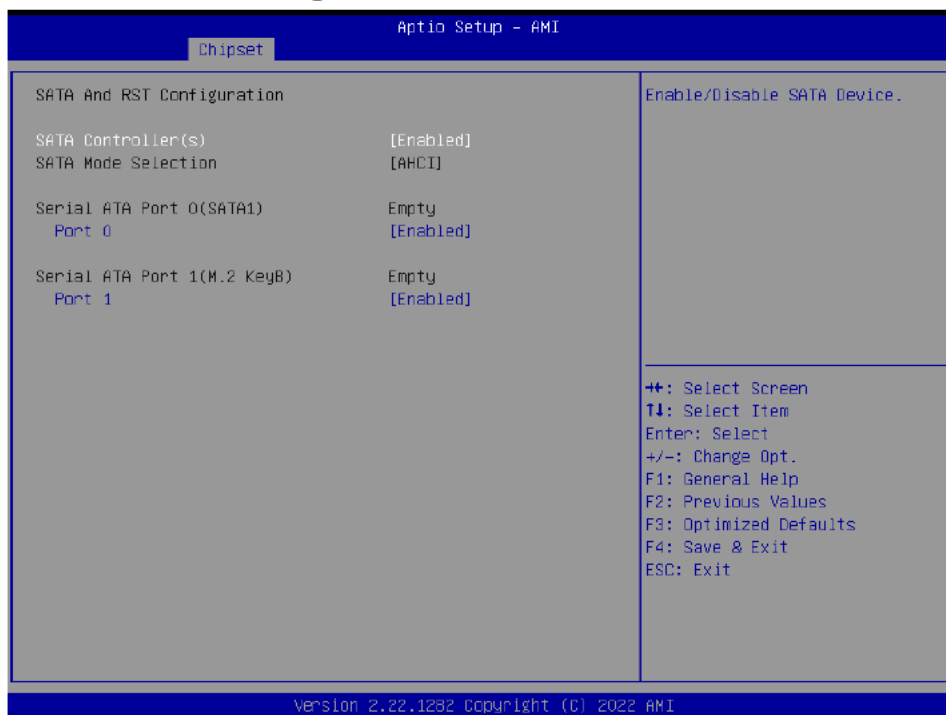 Aptio Setup - AMI
Chipset
SATA And RST Configuration
SATA Controller(s) [Enabled]
SATA Mode Selection [AHCI]
Serial ATA Port 0(SATA1) Empty
Port 0 [Enabled]
Serial ATA Port 1(M.2 KeyB) Empty
Port 1 [Enabled]
Enable/Disable SATA Device.
→←: Select Screen
↑↓: Select Item
Enter: Select
+/-: Change Opt.
F1: General Help
F2: Previous Values
F3: Optimized Defaults
F4: Save & Exit
ESC: Exit
Version 2.22.1282 Copyright (C) 2022 AMI